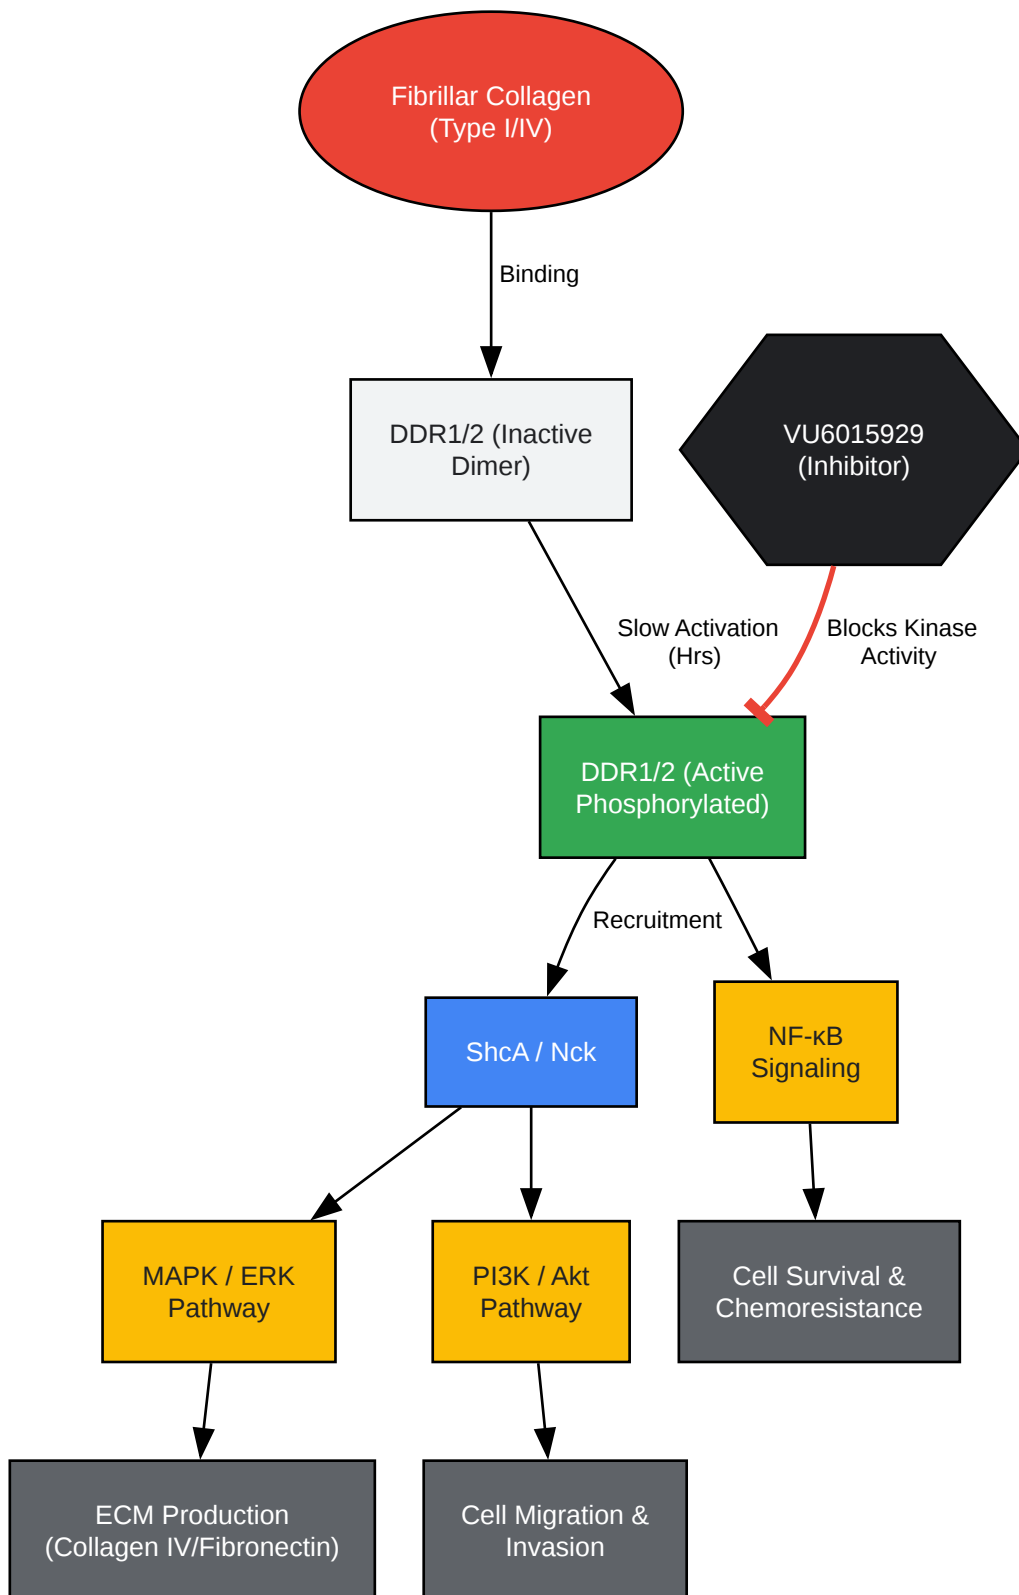 Fibrillar Collagen
(Type I/IV)
Binding
DDR1/2 (Inactive
Dimer)
VU6015929
(Inhibitor)
Slow Activation
(Hrs)
Blocks Kinase
Activity
DDR1/2 (Active
Phosphorylated)
Recruitment
ShcA / Nck
NF-κB
Signaling
MAPK / ERK
Pathway
PI3K / Akt
Pathway
Cell Survival &
Chemoresistance
ECM Production
(Collagen IV/Fibronectin)
Cell Migration &
Invasion